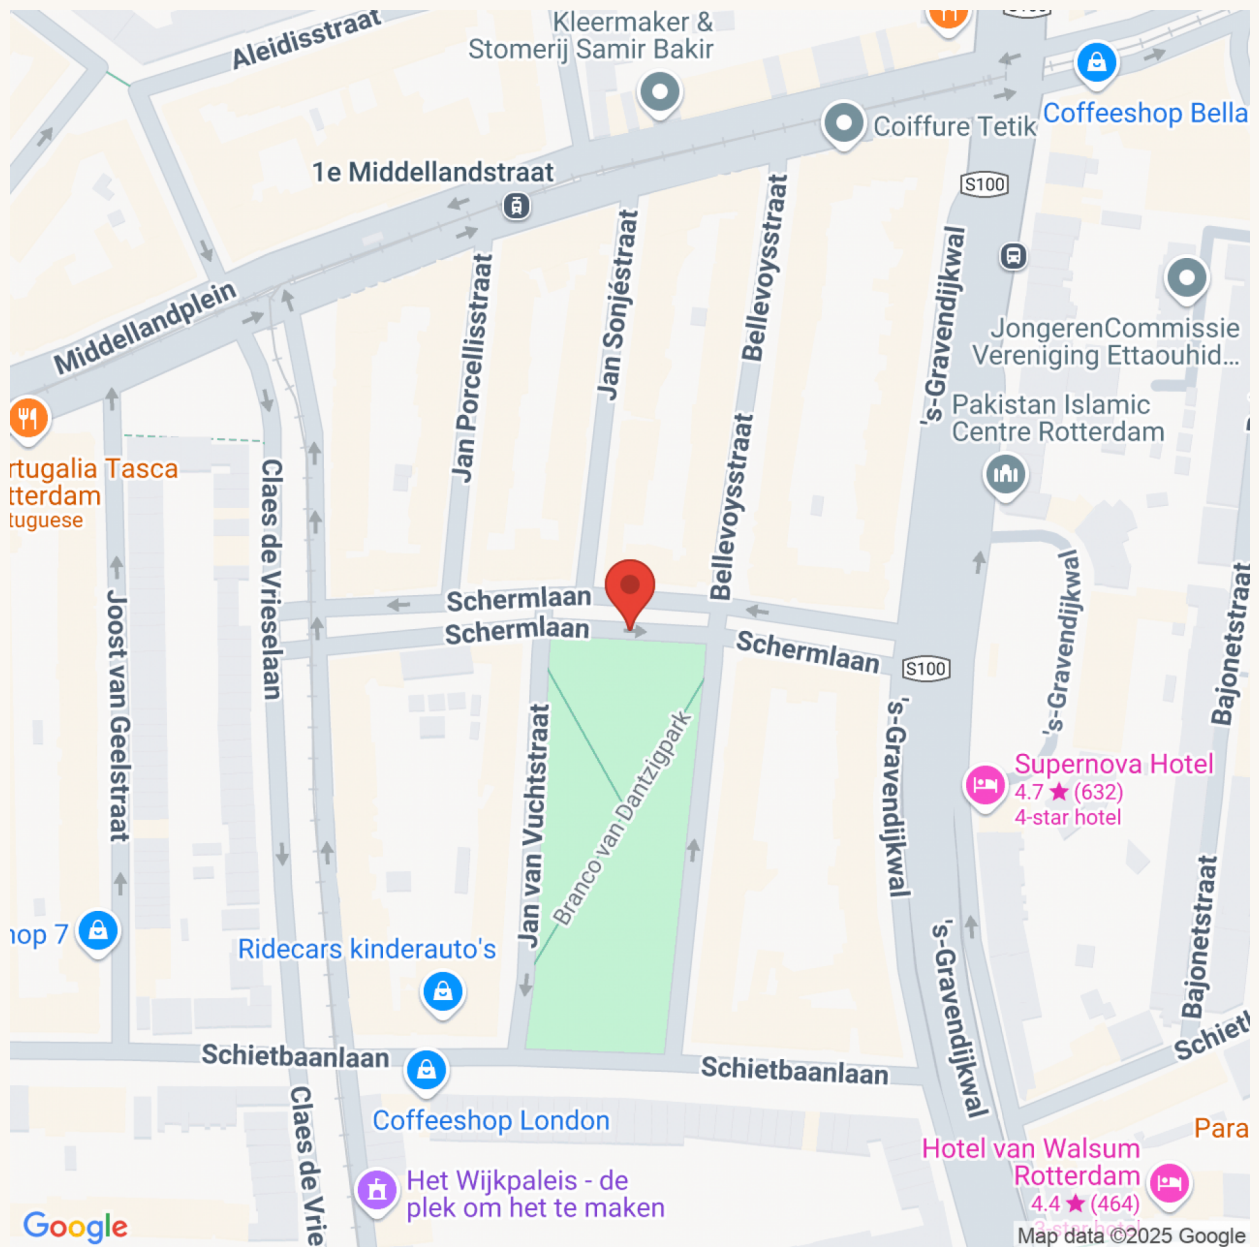 Aleidisstraat
Kleermaker &
Stomerij Samir Bakir
Coffeeshop Bella
Coiffure Tetik
1e Middellandstraat
S100
Middellandplein
Jan Porcellisstraat
Jan Sonjéstraat
Bellevoysstraat
's-Gravendijkwal
JongerenCommissie
Vereniging Ettaouhid...
Pakistan Islamic
Centre Rotterdam
rtugalia Tasca
tterdam
tuguese
Claes de Vrieselaan
Bellevoysstraat
Joost van Geelstraat
Schermlaan
Schermlaan
Schermlaan
S100
's-Gravendijkwal
Bajonetstraat
Jan van Vuchtstraat
Branco van Dantzigpark
's-Gravendijkwal
Supernova Hotel
4.7 ★ (632)
4-star hotel
hop 7
Ridecars kinderauto's
's-Gravendijkwal
Bajonetstraat
Schietbaanlaan
Schietbaanlaan
Schietl
Coffeeshop London
Claes de Vrie
Para
Het Wijkpaleis - de
plek om het te maken
Hotel van Walsum
Rotterdam
4.4 ★ (464)
3-star hotel
Google
Map data ©2025 Google